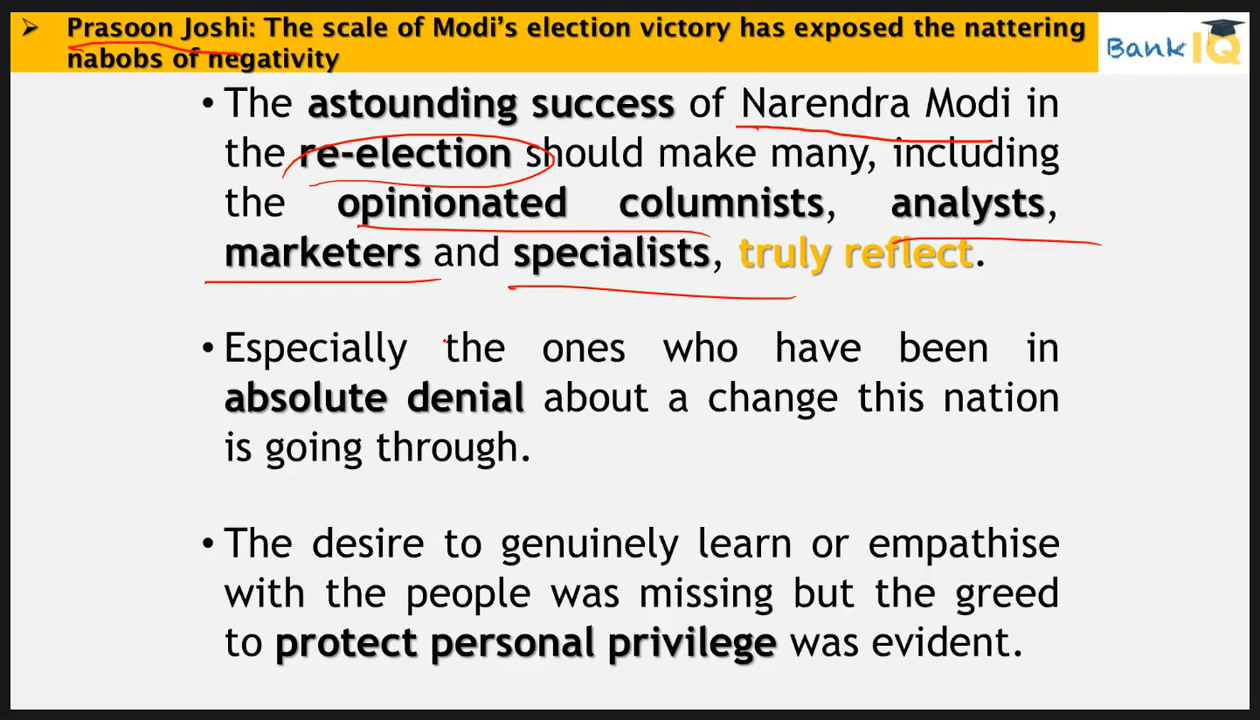 ➢ Prasoon Joshi: The scale of Modi's election victory has exposed the nattering
nabobs of negativity
Bank IQ
• The astounding success of Narendra Modi in
the re-election should make many, including
the opinionated columnists, analysts,
marketers and specialists, truly reflect.
• Especially the ones who have been in
absolute denial about a change this nation
is going through.
• The desire to genuinely learn or empathise
with the people was missing but the greed
to protect personal privilege was evident.